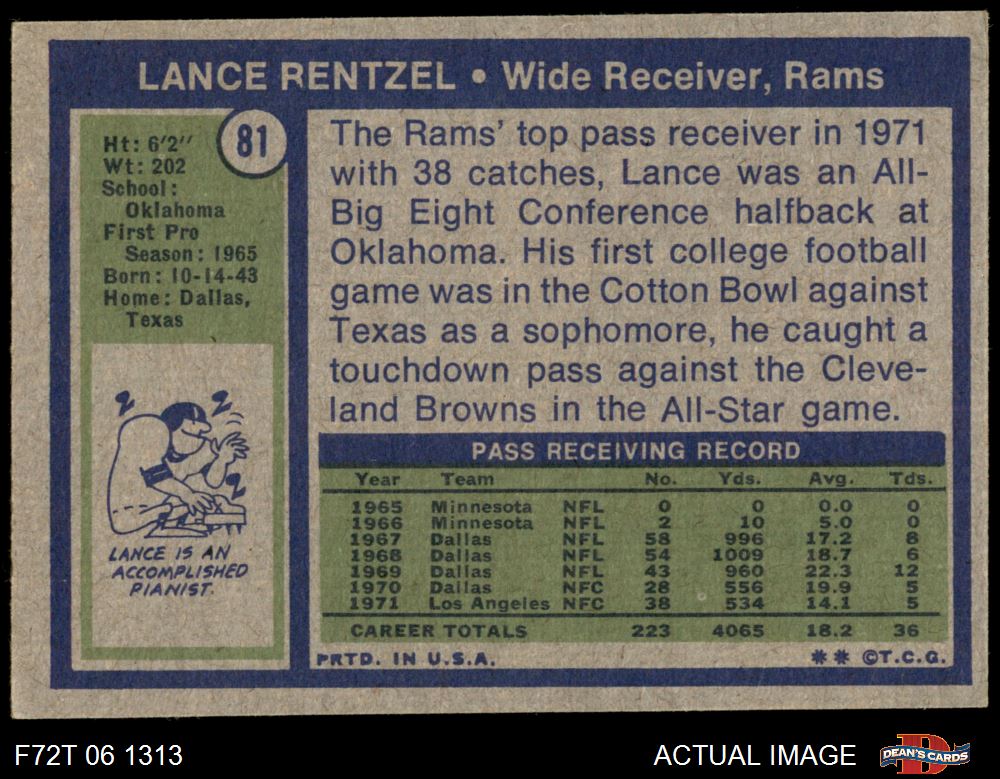 LANCE RENTZEL • Wide Receiver, Rams
81
Ht: 6'2''
Wt: 202
School:
Oklahoma
First Pro
Season: 1965
Born: 10-14-43
Home: Dallas,
Texas
LANCE IS AN
ACCOMPLISHED
PIANIST.
The Rams' top pass receiver in 1971
with 38 catches, Lance was an All-
Big Eight Conference halfback at
Oklahoma. His first college football
game was in the Cotton Bowl against
Texas as a sophomore, he caught a
touchdown pass against the Cleve-
land Browns in the All-Star game.
PASS RECEIVING RECORD
Year Team No. Yds. Avg. Tds.
1965 Minnesota NFL 0 0 0.0 0
1966 Minnesota NFL 2 10 5.0 0
1967 Dallas NFL 58 996 17.2 8
1968 Dallas NFL 54 1009 18.7 6
1969 Dallas NFL 43 960 22.3 12
1970 Dallas NFC 28 556 19.9 5
1971 Los Angeles NFC 38 534 14.1 5
CAREER TOTALS 223 4065 18.2 36
PRTD. IN U.S.A. ** ©T.C.G.
F72T 06 1313 ACTUAL IMAGE DEAN'S CARDS